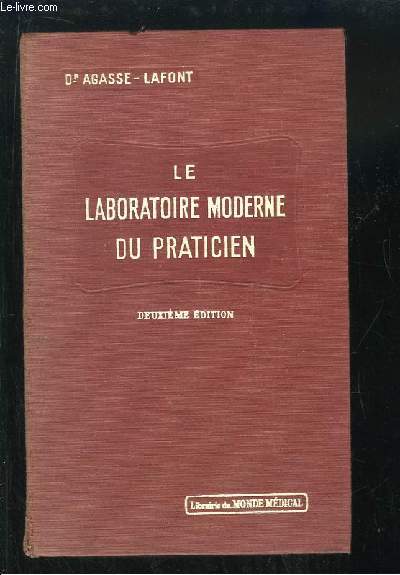 Le-livre.com
Dr AGASSE-LAFONT
LE
LABORATOIRE MODERNE
DU PRATICIEN
DEUXIÈME ÉDITION
Librairie du MONDE MÉDICAL